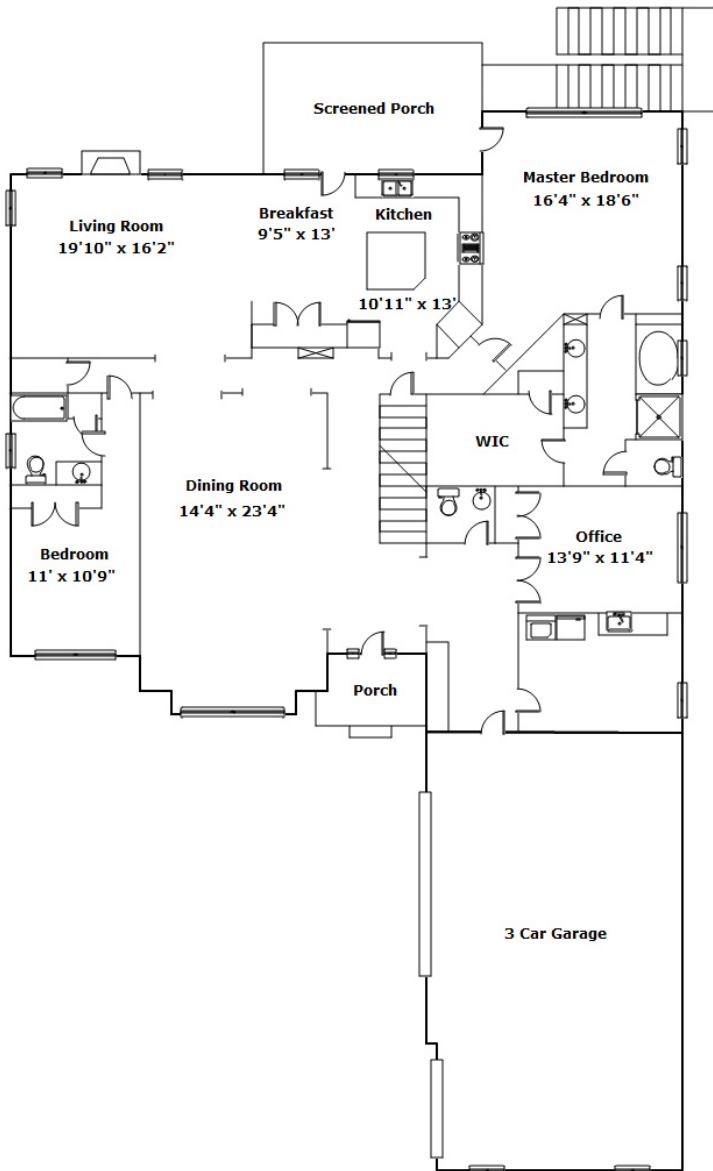 Screened Porch
Master Bedroom
16'4" x 18'6"
Living Room
19'10" x 16'2"
Breakfast
9'5" x 13'
Kitchen
10'11" x 13'
WIC
Dining Room
14'4" x 23'4"
Office
13'9" x 11'4"
Bedroom
11' x 10'9"
Porch
3 Car Garage